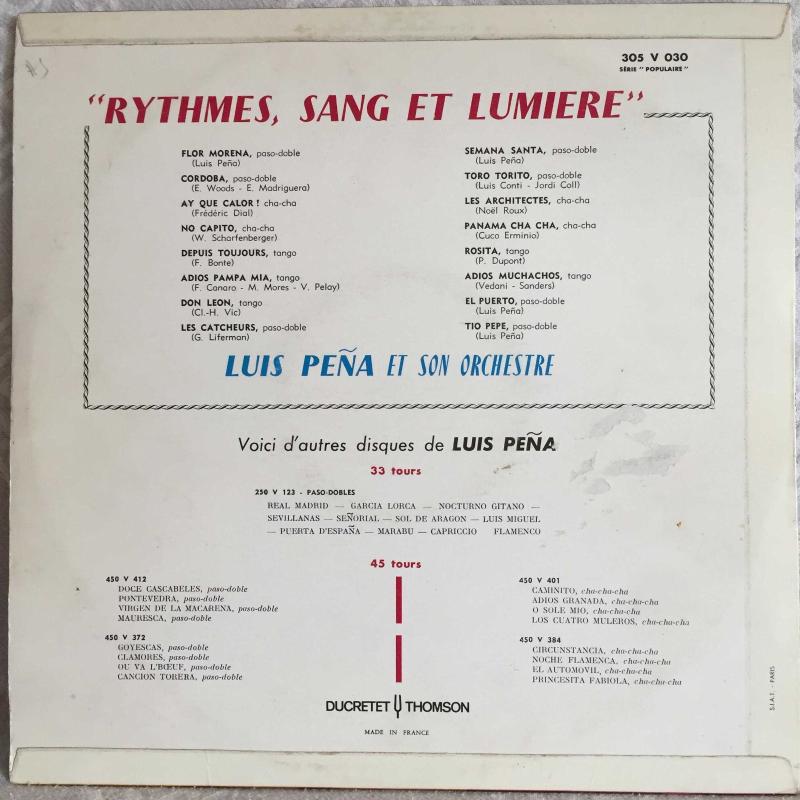 305 V 030
SÉRIE "POPULAIRE"
"RYTHMES, SANG ET LUMIERE"
FLOR MORENA, paso-doble
(Luis Peña)
CORDOBA, paso-doble
(E. Woods - E. Madriguera)
AY QUE CALOR ! cha-cha
(Frédéric Dial)
NO CAPITO, cha-cha
(W. Scharfenberger)
DEPUIS TOUJOURS, tango
(F. Bonte)
ADIOS PAMPA MIA, tango
(F. Canaro - M. Mores - V. Pelay)
DON LEON, tango
(Cl.-H. Vic)
LES CATCHEURS, paso-doble
(G. Liferman)
SEMANA SANTA, paso-doble
(Luis Peña)
TORO TORITO, paso-doble
(Luis Conti - Jordi Coll)
LES ARCHITECTES, cha-cha
(Noël Roux)
PANAMA CHA CHA, cha-cha
(Cuco Erminio)
ROSITA, tango
(P. Dupont)
ADIOS MUCHACHOS, tango
(Vedani - Sanders)
EL PUERTO, paso-doble
(Luis Peña)
TIO PEPE, paso-doble
(Luis Peña)
LUIS PEÑA ET SON ORCHESTRE
Voici d'autres disques de LUIS PEÑA
33 tours
250 V 123 - PASO-DOBLES
REAL MADRID — GARCIA LORCA — NOCTURNO GITANO —
SEVILLANAS — SEÑORIAL — SOL DE ARAGON — LUIS MIGUEL
— PUERTA D'ESPAÑA — MARABU — CAPRICCIO FLAMENCO
45 tours
450 V 412
DOCE CASCABELES, paso-doble
PONTEVEDRA, paso-doble
VIRGEN DE LA MACARENA, paso-doble
MAURESCA, paso-doble
450 V 372
GOYESCAS, paso-doble
CLAMORES, paso-doble
OU VA L'BŒUF, paso-doble
CANCION TORERA, paso-doble
450 V 401
CAMINITO, cha-cha-cha
ADIOS GRANADA, cha-cha-cha
O SOLE MIO, cha-cha-cha
LOS CUATRO MULEROS, cha-cha-cha
450 V 384
CIRCUNSTANCIA, cha-cha-cha
NOCHE FLAMENCA, cha-cha-cha
EL AUTOMOVIL, cha-cha-cha
PRINCESITA FABIOLA, cha-cha-cha
DUCRETET THOMSON
MADE IN FRANCE
S.I.A.T. - PARIS